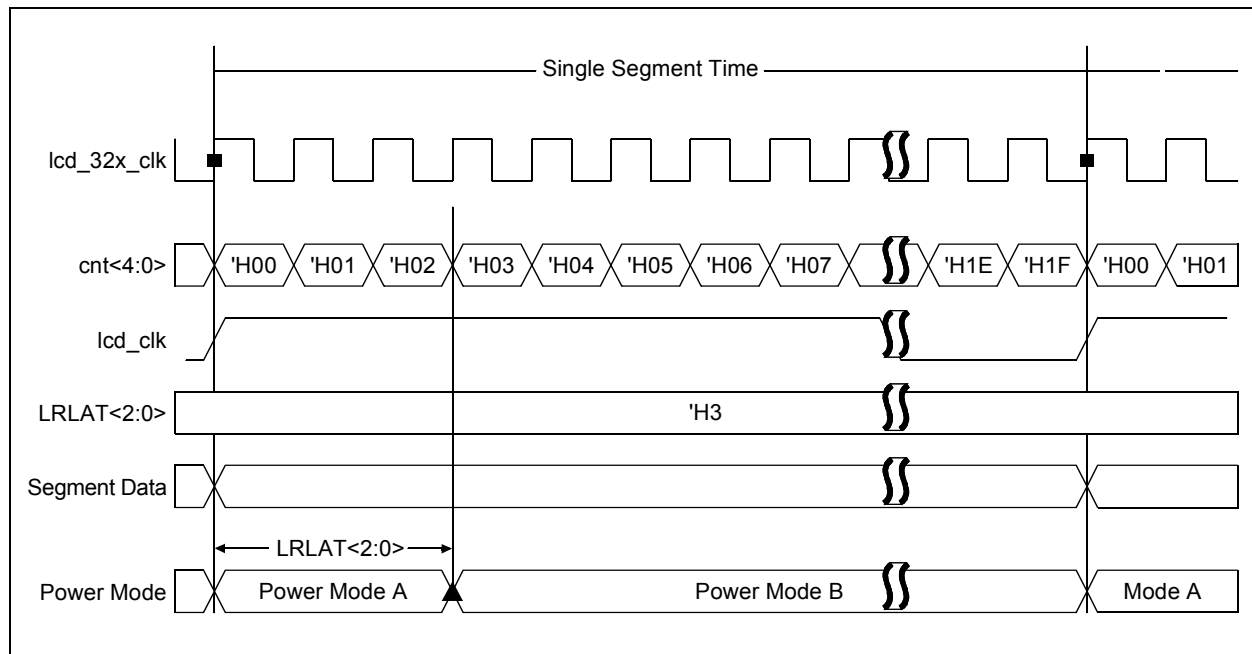 Single Segment Time
lcd_32x_clk
cnt<4:0> 'H00 'H01 'H02 'H03 'H04 'H05 'H06 'H07 'H1E 'H1F 'H00 'H01
lcd_clk
LRLAT<2:0> 'H3
Segment Data
LRLAT<2:0>
Power Mode Power Mode A Power Mode B Mode A